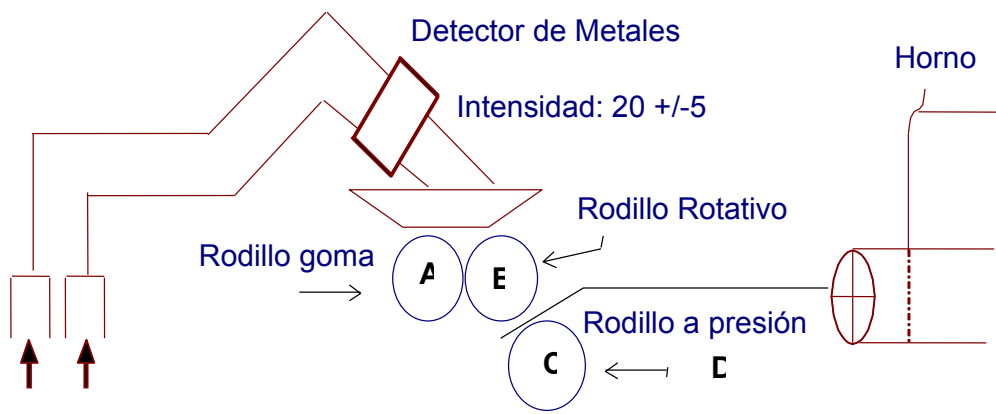 Detector de Metales
Horno
Intensidad: 20 +/-5
Rodillo Rotativo
Rodillo goma
A
Rodillo a presión
C